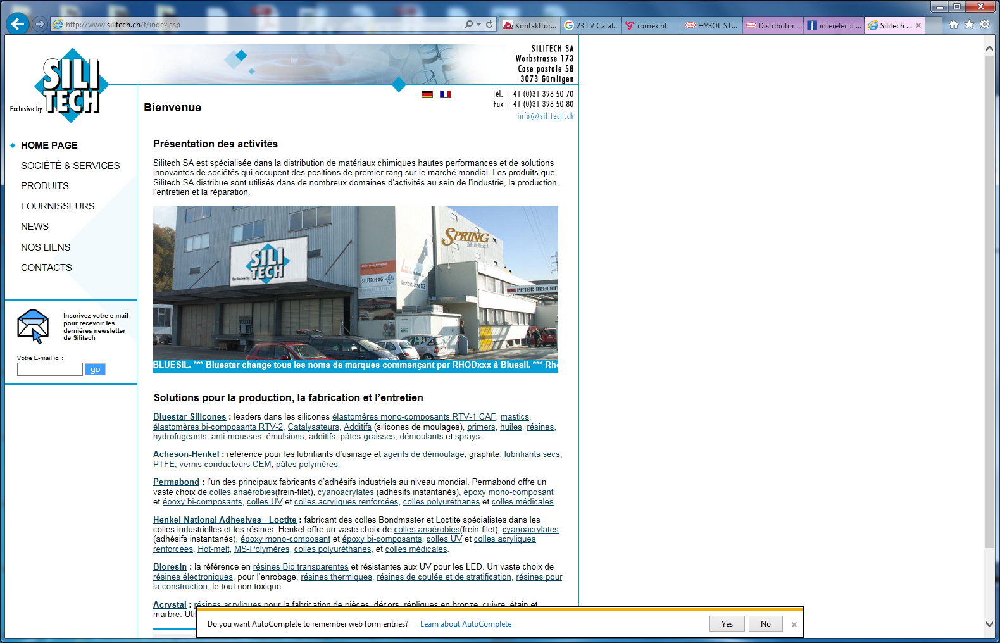 http://www.silitech.ch/f/index.asp
Kontaktfor...
23 LV Catal...
romex.nl
HYSOL ST...
Distributor ...
interelec :: ...
Silitech ...
SILI
TECH
Exclusive by
SILITECH SA
Worbstrasse 173
Case postale 58
3073 Gümligen
Tél. +41 (0)31 398 50 70
Fax +41 (0)31 398 50 80
info@silitech.ch
HOME PAGE
SOCIÉTÉ & SERVICES
PRODUITS
FOURNISSEURS
NEWS
NOS LIENS
CONTACTS
Inscrivez votre e-mail
pour recevoir les
dernières newsletter
de Silitech
Votre E-mail ici :
go
Bienvenue
Présentation des activités
Silitech SA est spécialisée dans la distribution de matériaux chimiques hautes performances et de solutions
innovantes de sociétés qui occupent des positions de premier rang sur le marché mondial. Les produits que
Silitech SA distribue sont utilisés dans de nombreux domaines d'activités au sein de l'industrie, la production,
l'entretien et la réparation.
SPRING
Möbel
SILI
TECH
Exclusive by
SILITECH AG
Worbstrasse 173
PETER BRECHT
BLUESIL. *** Bluestar change tous les noms de marques commençant par RHODxxx à Bluesil. *** Rho
Solutions pour la production, la fabrication et l’entretien
Bluestar Silicones : leaders dans les silicones élastomères mono-composants RTV-1 CAF, mastics,
élastomères bi-composants RTV-2, Catalysateurs, Additifs (silicones de moulages), primers, huiles, résines,
hydrofugeants, anti-mousses, émulsions, additifs, pâtes-graisses, démoulants et sprays.
Acheson-Henkel : référence pour les lubrifiants d’usinage et agents de démoulage, graphite, lubrifiants secs,
PTFE, vernis conducteurs CEM, pâtes polymères.
Permabond : l’un des principaux fabricants d’adhésifs industriels au niveau mondial. Permabond offre un
vaste choix de colles anaérobies(frein-filet), cyanoacrylates (adhésifs instantanés), époxy mono-composant
et époxy bi-composants, colles UV et colles acryliques renforcées, colles polyuréthanes et colles médicales.
Henkel-National Adhesives - Loctite : fabricant des colles Bondmaster et Loctite spécialistes dans les
colles industrielles et les résines. Henkel offre un vaste choix de colles anaérobies(frein-filet), cyanoacrylates
(adhésifs instantanés), époxy mono-composant et époxy bi-composants, colles UV et colles acryliques
renforcées, Hot-melt, MS-Polymères, colles polyuréthanes, et colles médicales.
Bioresin : la référence en résines Bio transparentes et résistantes aux UV pour les LED. Un vaste choix de
résines électroniques, pour l’enrobage, résines thermiques, résines de coulée et de stratification, résines pour
la construction, le tout non toxique.
Acrystal : résines acryliques pour la fabrication de pièces, décors, répliques en bronze, cuivre, étain et
marbre. Util
Do you want AutoComplete to remember web form entries?
Learn about AutoComplete
Yes
No